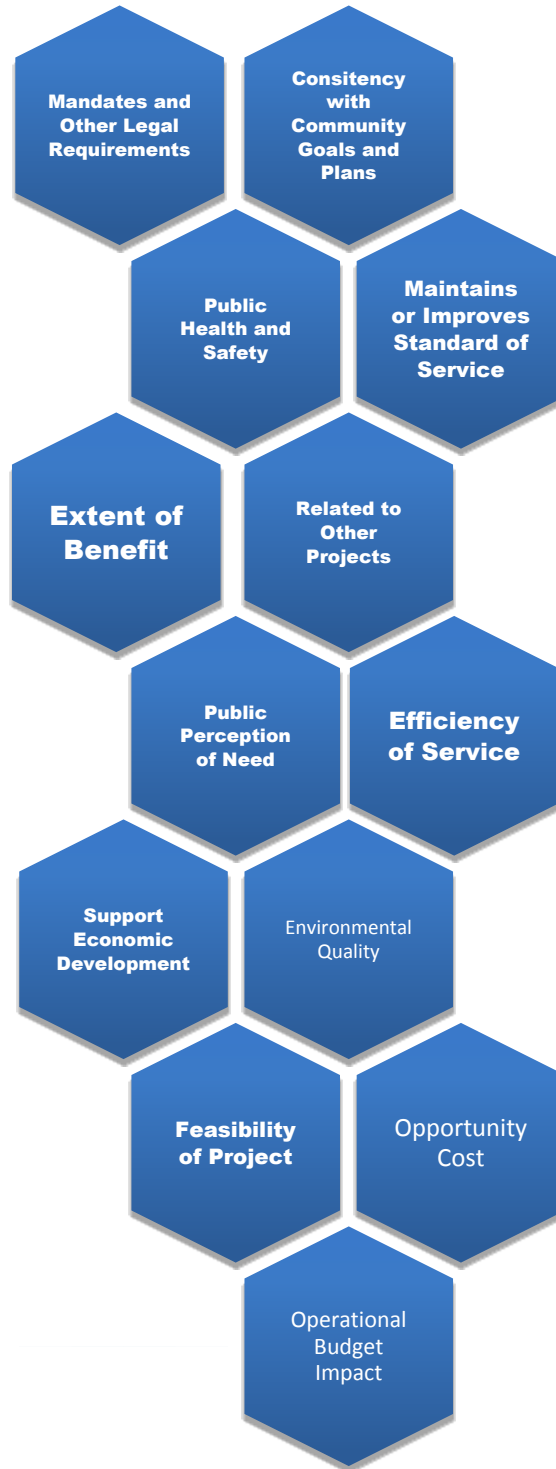 Mandates and
Other Legal
Requirements
Consitency
with
Community
Goals and
Plans
Public
Health and
Safety
Maintains
or Improves
Standard of
Service
Extent of
Benefit
Related to
Other
Projects
Public
Perception
of Need
Efficiency
of Service
Support
Economic
Development
Environmental
Quality
Feasibility
of Project
Opportunity
Cost
Operational
Budget
Impact